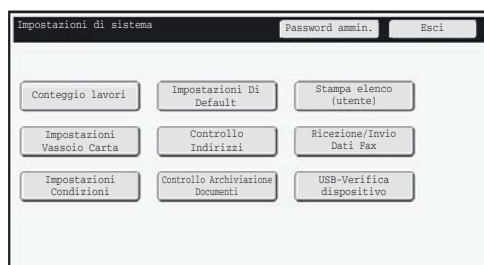 Impostazioni di sistema
Password ammin.
Esci
Conteggio lavori
Impostazioni Di
Default
Stampa elenco
(utente)
Impostazioni
Vassoio Carta
Controllo
Indirizzi
Ricezione/Invio
Dati Fax
Impostazioni
Condizioni
Controllo Archiviazione
Documenti
USB-Verifica
dispositivo